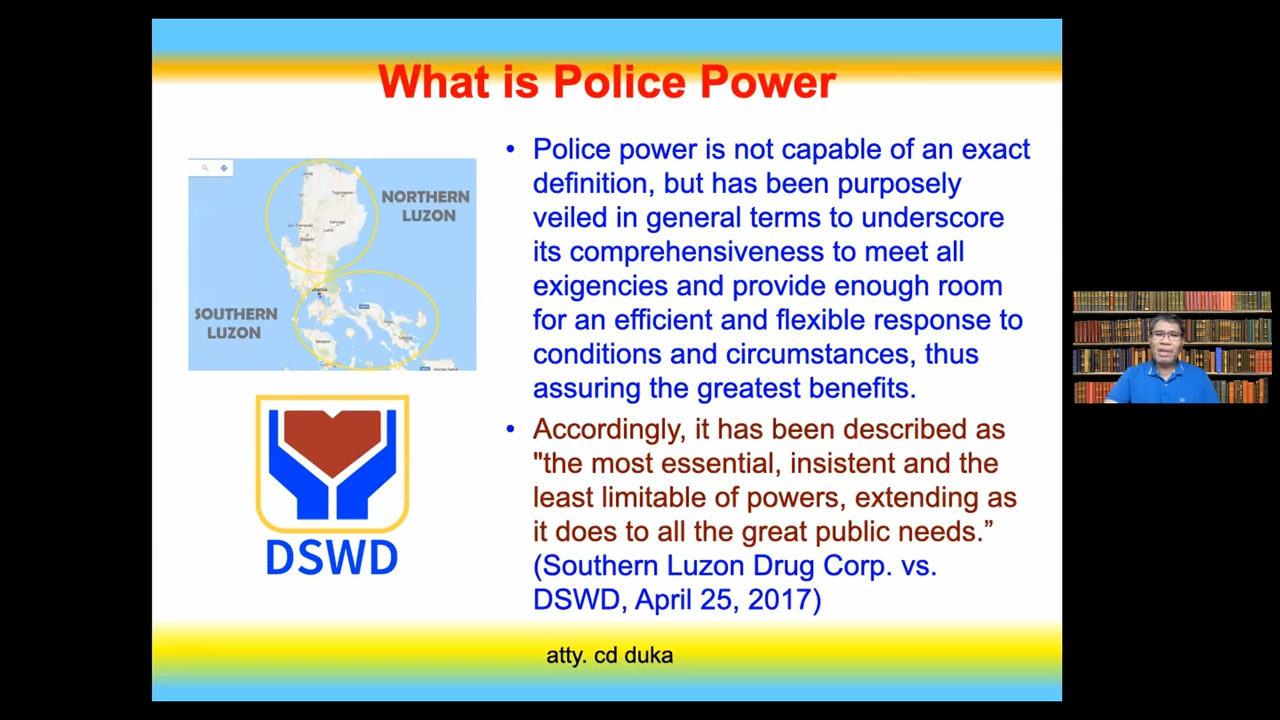 What is Police Power
NORTHERN
LUZON
SOUTHERN
LUZON
Manila
DSWD
• Police power is not capable of an exact
definition, but has been purposely
veiled in general terms to underscore
its comprehensiveness to meet all
exigencies and provide enough room
for an efficient and flexible response to
conditions and circumstances, thus
assuring the greatest benefits.
• Accordingly, it has been described as
"the most essential, insistent and the
least limitable of powers, extending as
it does to all the great public needs.”
(Southern Luzon Drug Corp. vs.
DSWD, April 25, 2017)
atty. cd duka